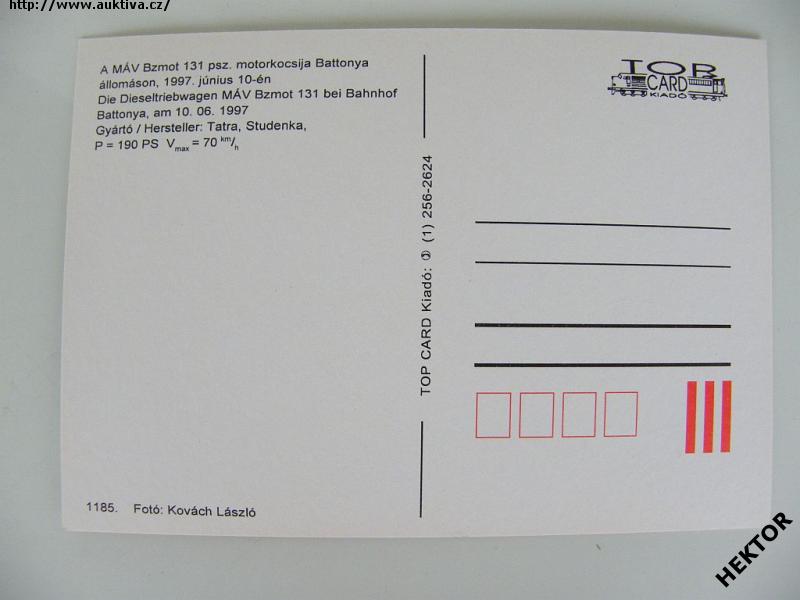 http://www.auktiva.cz/
A MÁV Bzmot 131 psz. motorkocsija Battonya
állomáson, 1997. június 10-én
Die Dieseltriebwagen MÁV Bzmot 131 bei Bahnhof
Battonya, am 10. 06. 1997
Gyártó / Hersteller: Tatra, Studenka,
P = 190 PS Vmax = 70 km/h
TOP CARD Kiadó: ✆ (1) 256-2624
TOP
CARD
KIADÓ
1185. Fotó: Kovách László
HEKTOR